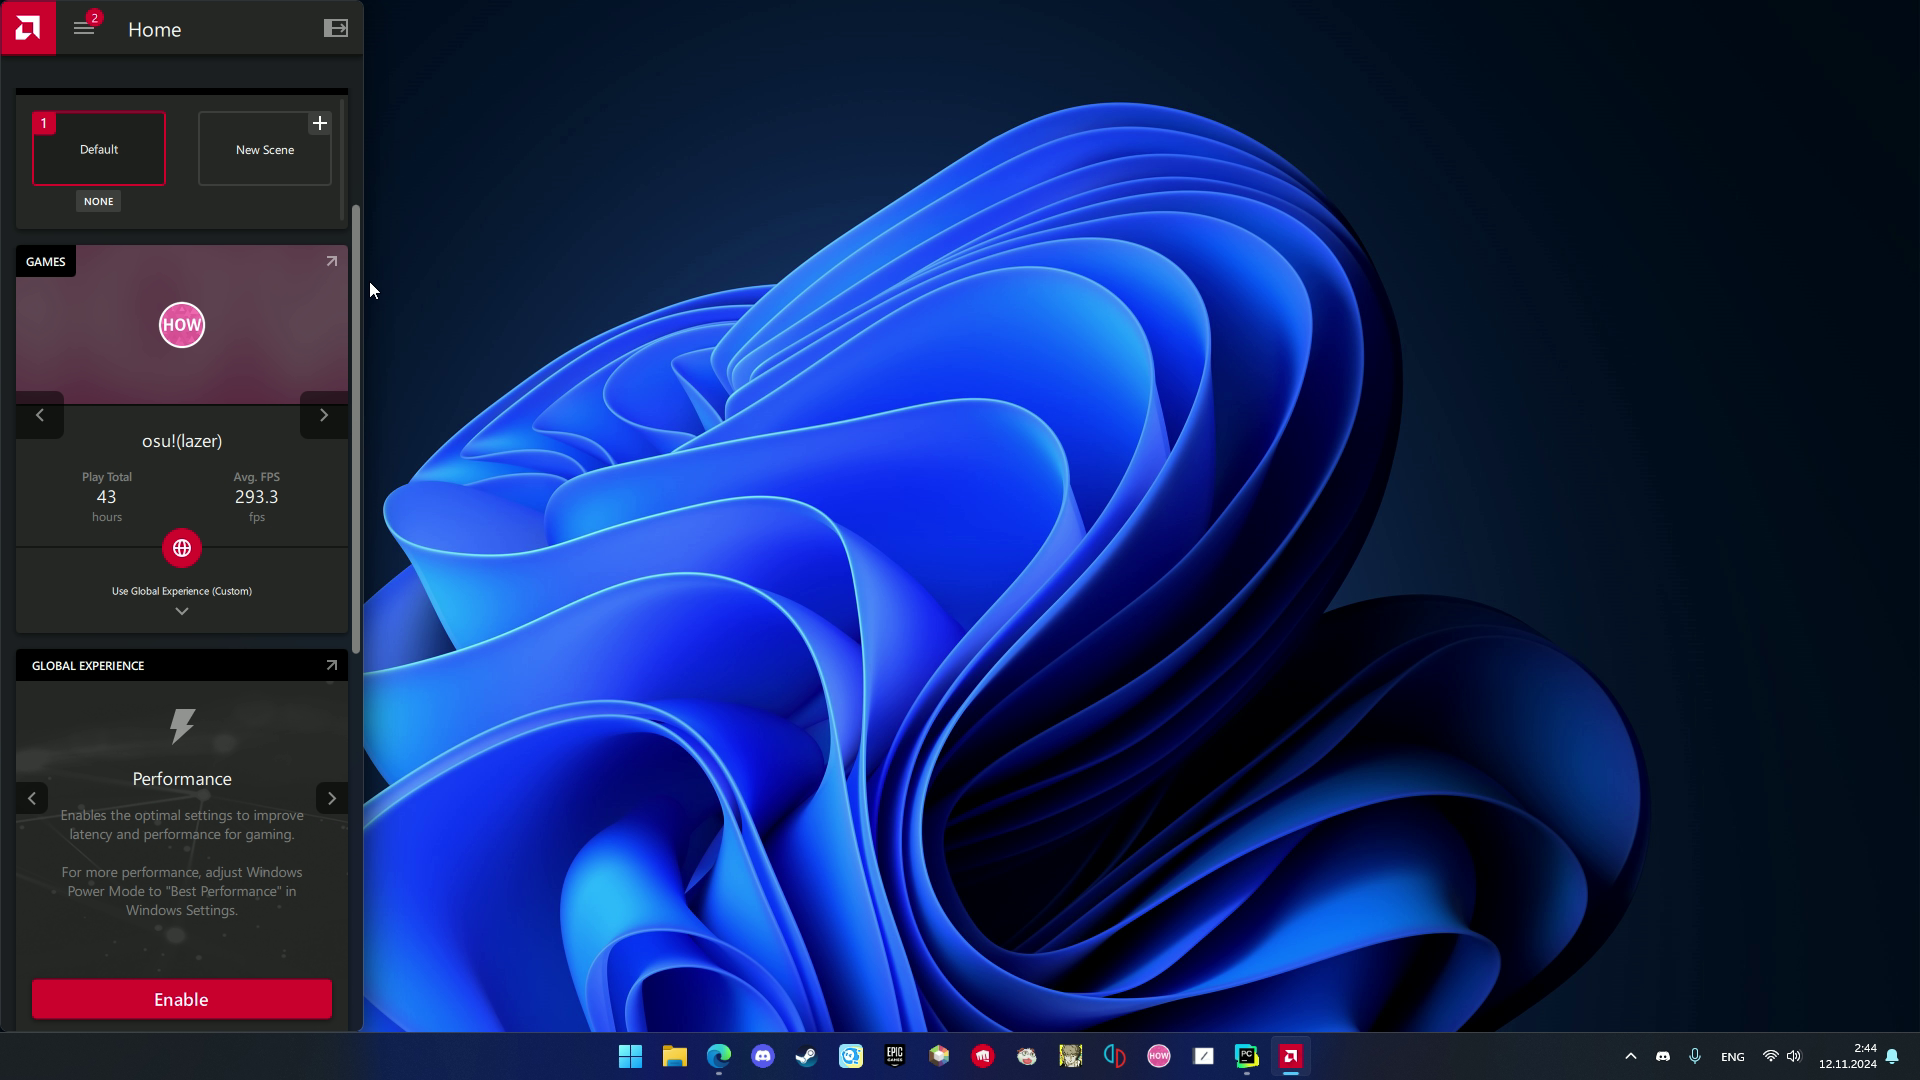 2
Home
1
Default
New Scene
NONE
GAMES
HOW
osu!(lazer)
Play Total
Avg. FPS
43
293.3
hours
fps
Use Global Experience (Custom)
GLOBAL EXPERIENCE
Performance
Enables the optimal settings to improve
latency and performance for gaming.
For more performance, adjust Windows
Power Mode to "Best Performance" in
Windows Settings.
Enable
EPIC
GAMES
HOW
PC
ENG
2:44
12.11.2024